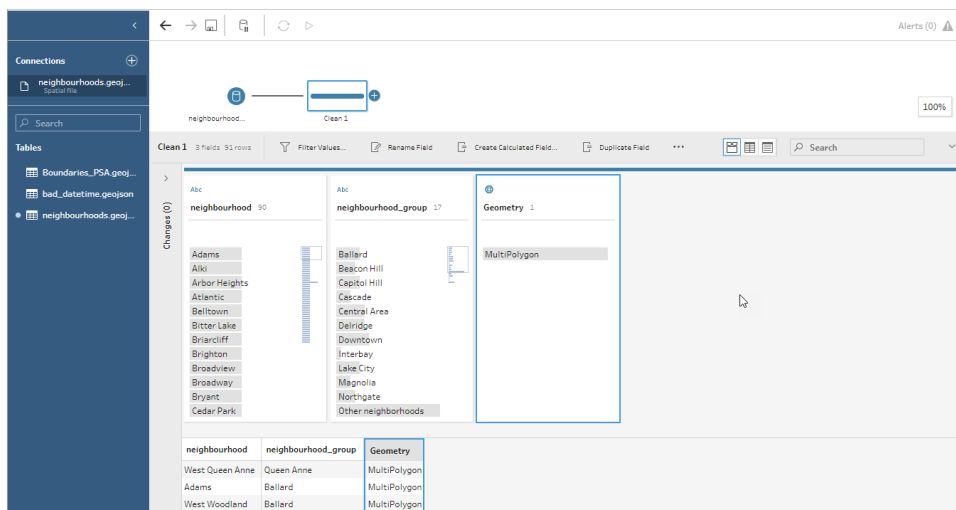 Alerts (0)
Connections
neighbourhoods.geoj...
Spatial file
Search
Tables
Boundaries_PSA.geoj...
bad_datetime.geojson
neighbourhoods.geoj...
neighbourhood...
Clean 1
100%
Clean 1 3 fields 91 rows Filter Values... Rename Field Create Calculated Field... Duplicate Field ... Search
Changes (0)
Abc
neighbourhood 90
Adams
Alki
Arbor Heights
Atlantic
Belltown
Bitter Lake
Briarcliff
Brighton
Broadview
Broadway
Bryant
Cedar Park
Abc
neighbourhood_group 17
Ballard
Beacon Hill
Capitol Hill
Cascade
Central Area
Delridge
Downtown
Interbay
Lake City
Magnolia
Northgate
Other neighborhoods
Geometry 1
MultiPolygon
neighbourhood neighbourhood_group Geometry
West Queen Anne Queen Anne MultiPolygon
Adams Ballard MultiPolygon
West Woodland Ballard MultiPolygon